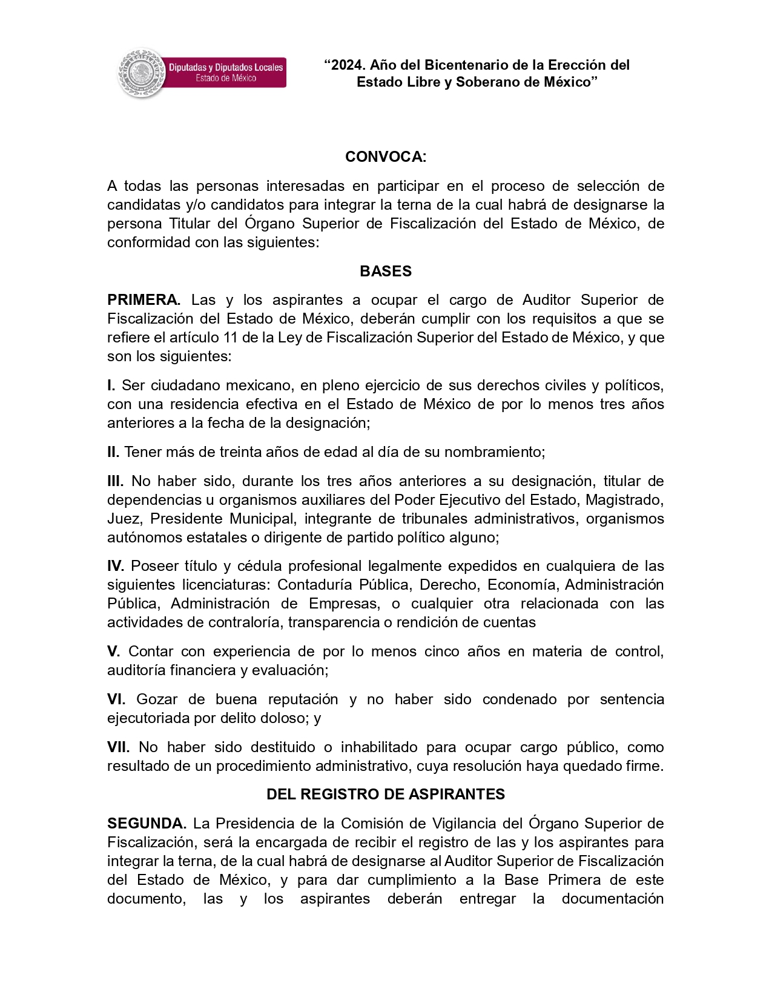 LXII LEGISLATURA
ESTADO DE MÉXICO
Diputadas y Diputados Locales
Estado de México
“2024. Año del Bicentenario de la Erección del
Estado Libre y Soberano de México”
CONVOCA:
A todas las personas interesadas en participar en el proceso de selección de
candidatas y/o candidatos para integrar la terna de la cual habrá de designarse la
persona Titular del Órgano Superior de Fiscalización del Estado de México, de
conformidad con las siguientes:
BASES
PRIMERA. Las y los aspirantes a ocupar el cargo de Auditor Superior de
Fiscalización del Estado de México, deberán cumplir con los requisitos a que se
refiere el artículo 11 de la Ley de Fiscalización Superior del Estado de México, y que
son los siguientes:
I. Ser ciudadano mexicano, en pleno ejercicio de sus derechos civiles y políticos,
con una residencia efectiva en el Estado de México de por lo menos tres años
anteriores a la fecha de la designación;
II. Tener más de treinta años de edad al día de su nombramiento;
III. No haber sido, durante los tres años anteriores a su designación, titular de
dependencias u organismos auxiliares del Poder Ejecutivo del Estado, Magistrado,
Juez, Presidente Municipal, integrante de tribunales administrativos, organismos
autónomos estatales o dirigente de partido político alguno;
IV. Poseer título y cédula profesional legalmente expedidos en cualquiera de las
siguientes licenciaturas: Contaduría Pública, Derecho, Economía, Administración
Pública, Administración de Empresas, o cualquier otra relacionada con las
actividades de contraloría, transparencia o rendición de cuentas
V. Contar con experiencia de por lo menos cinco años en materia de control,
auditoría financiera y evaluación;
VI. Gozar de buena reputación y no haber sido condenado por sentencia
ejecutoriada por delito doloso; y
VII. No haber sido destituido o inhabilitado para ocupar cargo público, como
resultado de un procedimiento administrativo, cuya resolución haya quedado firme.
DEL REGISTRO DE ASPIRANTES
SEGUNDA. La Presidencia de la Comisión de Vigilancia del Órgano Superior de
Fiscalización, será la encargada de recibir el registro de las y los aspirantes para
integrar la terna, de la cual habrá de designarse al Auditor Superior de Fiscalización
del Estado de México, y para dar cumplimiento a la Base Primera de este
documento, las y los aspirantes deberán entregar la documentación